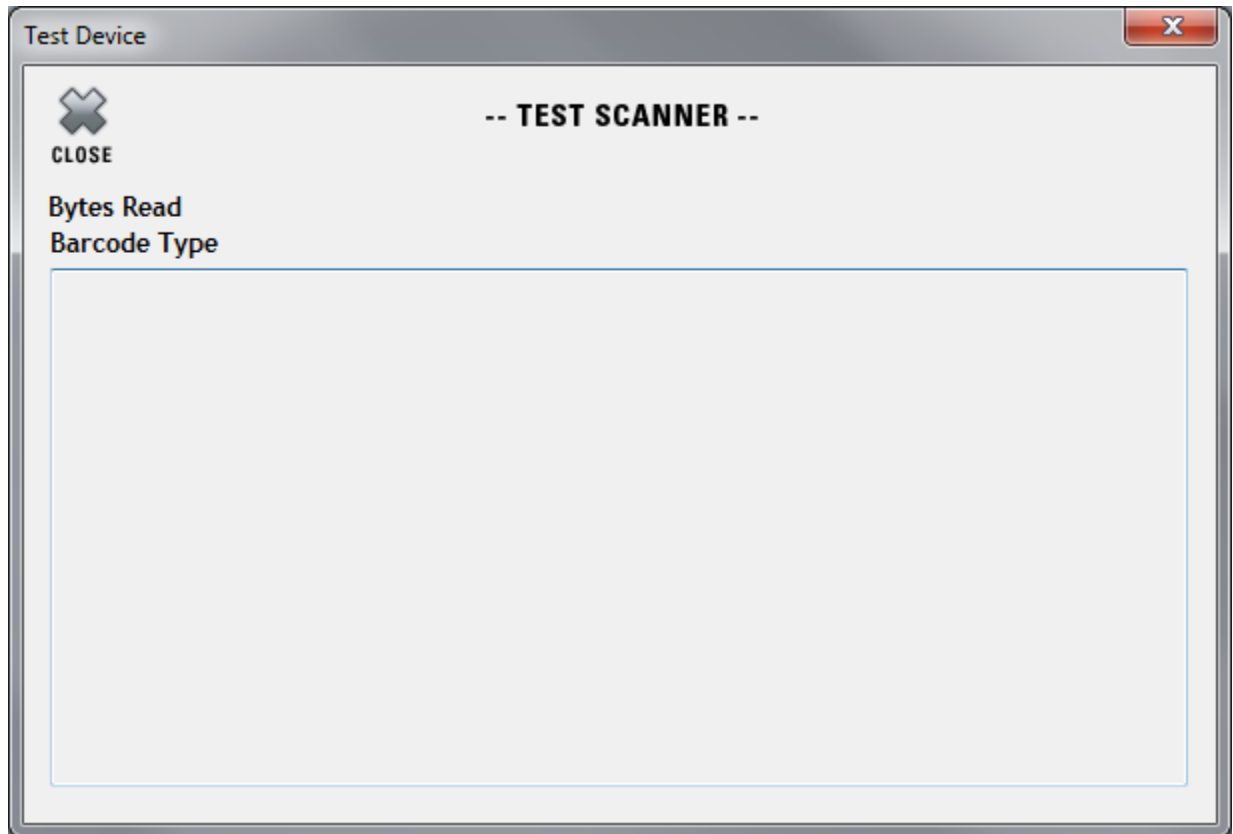 Test Device
-- TEST SCANNER --
CLOSE
Bytes Read
Barcode Type